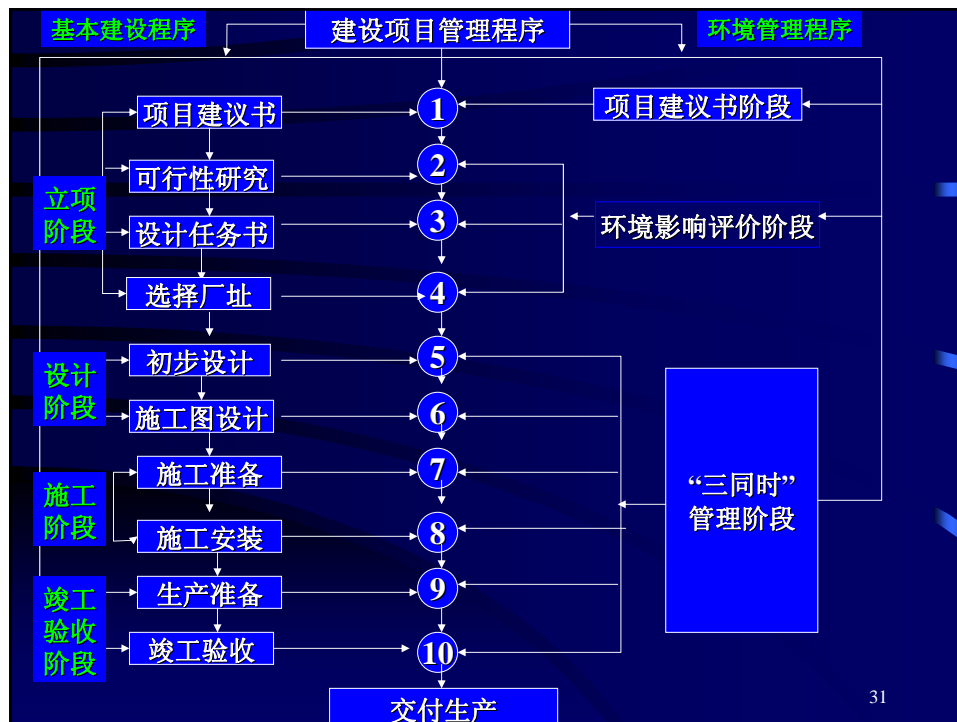 基本建设程序
建设项目管理程序
环境管理程序
项目建议书
1
项目建议书阶段
可行性研究
2
立项
阶段
设计任务书
3
环境影响评价阶段
选择厂址
4
设计
阶段
初步设计
5
施工图设计
6
施工
阶段
施工准备
7
“三同时”
管理阶段
施工安装
8
竣工
验收
阶段
生产准备
9
竣工验收
10
交付生产
31